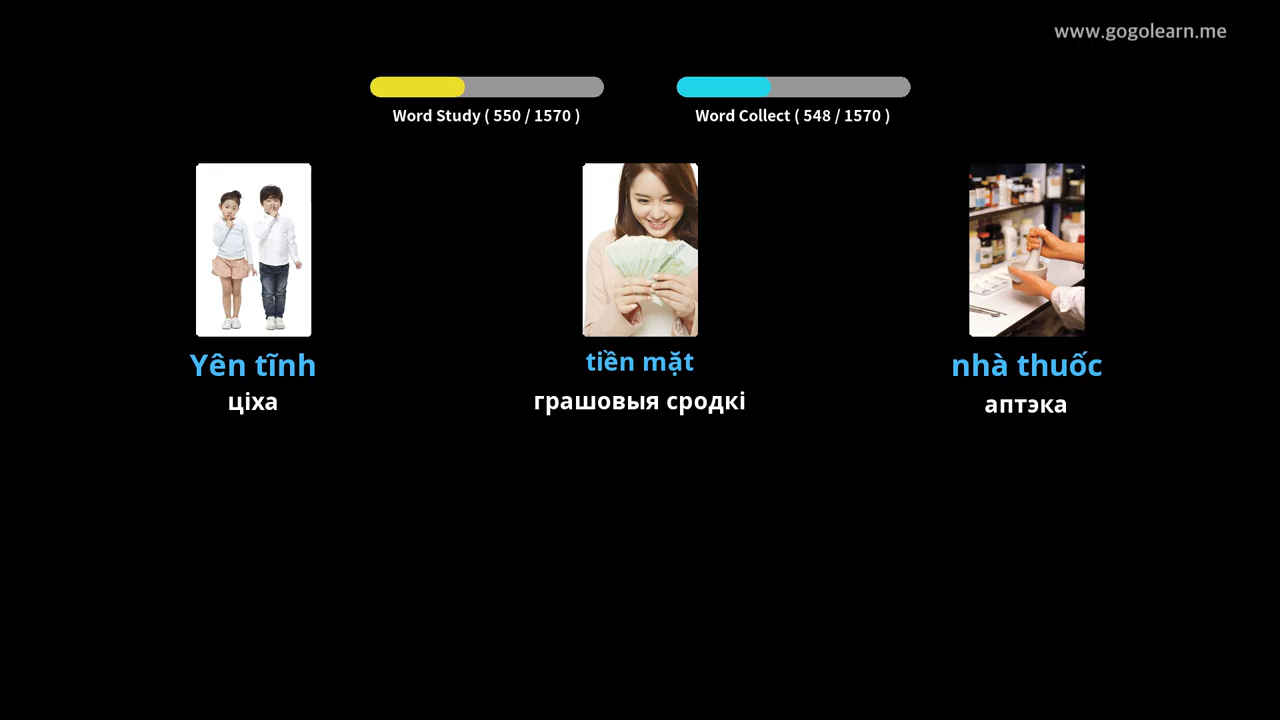 www.gogolearn.me
Word Study ( 550 / 1570 )
Word Collect ( 548 / 1570 )
Yên tĩnh
ціха
tiền mặt
грашовыя сродкі
nhà thuốc
аптэка